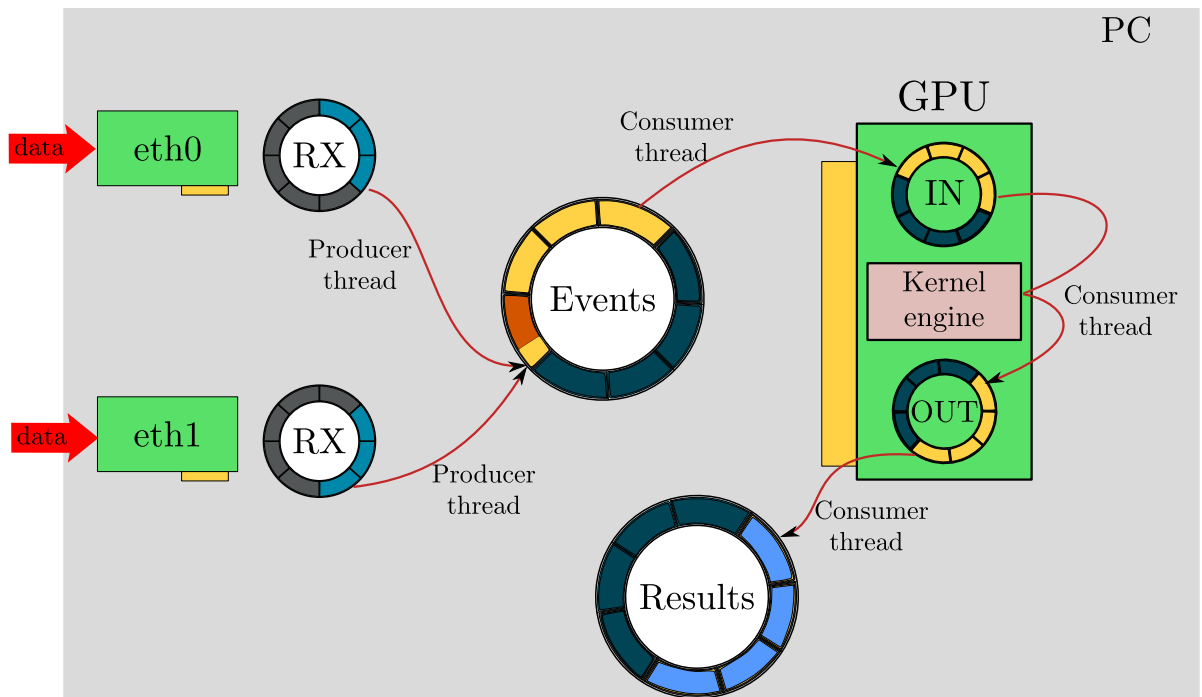 PC
GPU
data
eth0
RX
Consumer
thread
IN
Producer
thread
Events
Kernel
engine
Consumer
thread
data
eth1
RX
OUT
Producer
thread
Consumer
thread
Results